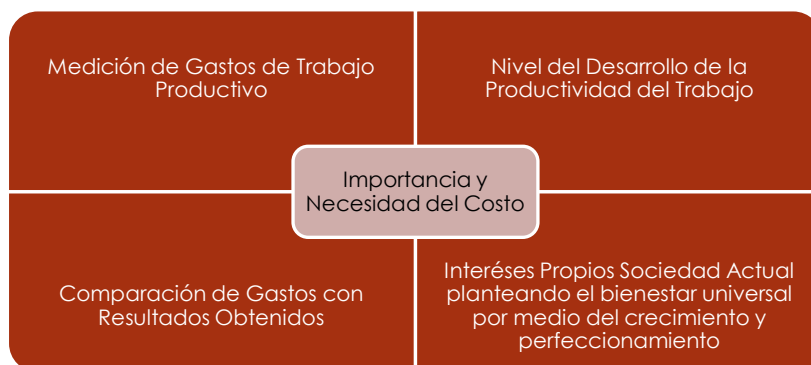 Medición de Gastos de Trabajo
Productivo
Nivel del Desarrollo de la
Productividad del Trabajo
Importancia y
Necesidad del Costo
Comparación de Gastos con
Resultados Obtenidos
Interéses Propios Sociedad Actual
planteando el bienestar universal
por medio del crecimiento y
perfeccionamiento